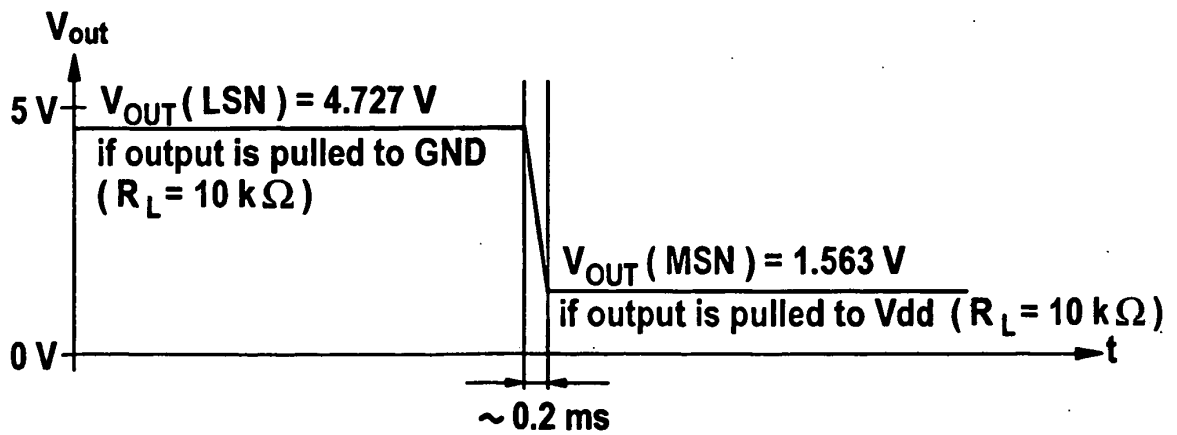 Vout
5 V
VOUT ( LSN ) = 4.727 V
if output is pulled to GND
( RL = 10 kΩ )
VOUT ( MSN ) = 1.563 V
if output is pulled to Vdd ( RL = 10 kΩ )
0 V
t
~ 0.2 ms